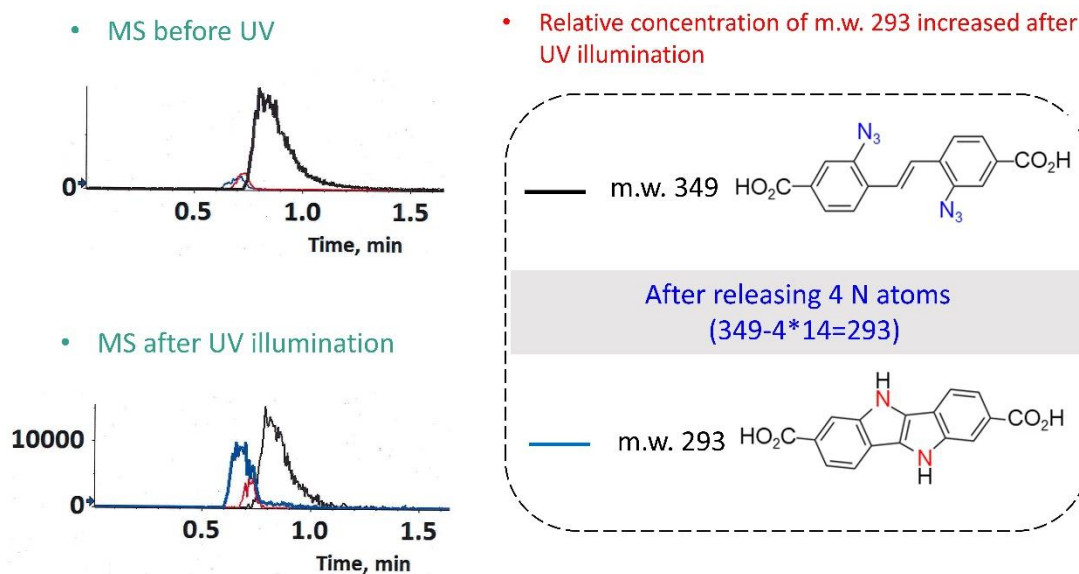 • MS before UV
0
0.5 1.0 1.5
Time, min
• MS after UV illumination
10000
0
0.5 1.0 1.5
Time, min
• Relative concentration of m.w. 293 increased after
UV illumination
m.w. 349
N3
HO2C
CO2H
N3
After releasing 4 N atoms
(349-4*14=293)
m.w. 293
H
N
HO2C
CO2H
N
H